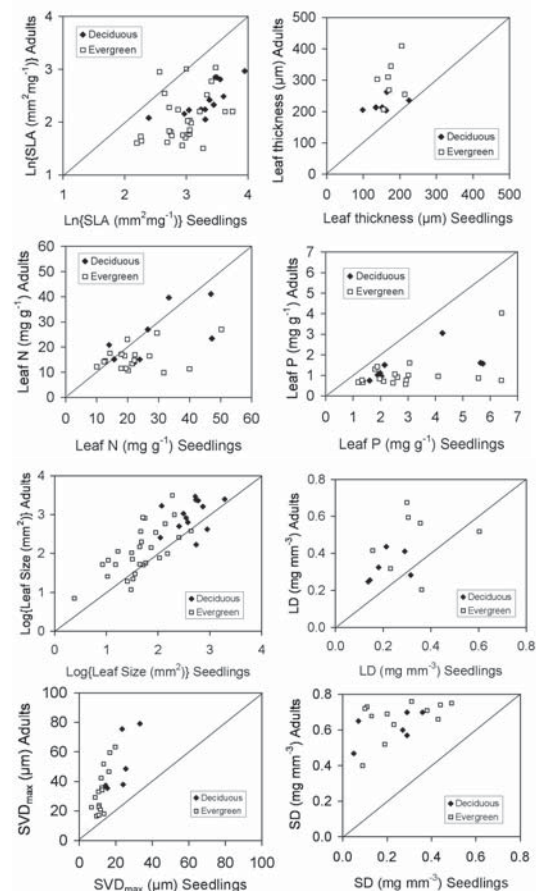 Ln{SLA (mm²mg⁻¹)} Adults
4
3
2
1
Deciduous
Evergreen
1 2 3 4
Ln{SLA (mm²mg⁻¹)} Seedlings
Leaf thickness (µm) Adults
500
400
300
200
100
0
Deciduous
Evergreen
0 100 200 300 400 500
Leaf thickness (µm) Seedlings
Leaf N (mg g⁻¹) Adults
60
50
40
30
20
10
0
Deciduous
Evergreen
0 10 20 30 40 50 60
Leaf N (mg g⁻¹) Seedlings
Leaf P (mg g⁻¹) Adults
7
6
5
4
3
2
1
0
Deciduous
Evergreen
0 1 2 3 4 5 6 7
Leaf P (mg g⁻¹) Seedlings
Log{Leaf Size (mm²)} Adults
4
3
2
1
0
Deciduous
Evergreen
0 1 2 3 4
Log{Leaf Size (mm²)} Seedlings
LD (mg mm⁻³) Adults
0.8
0.6
0.4
0.2
0.0
Deciduous
Evergreen
0.0 0.2 0.4 0.6 0.8
LD (mg mm⁻³) Seedlings
SVDmax (µm) Adults
100
80
60
40
20
0
Deciduous
Evergreen
0 20 40 60 80 100
SVDmax (µm) Seedlings
SD (mg mm⁻³) Adults
0.8
0.6
0.4
0.2
0.0
Deciduous
Evergreen
0.0 0.2 0.4 0.6 0.8
SD (mg mm⁻³) Seedlings